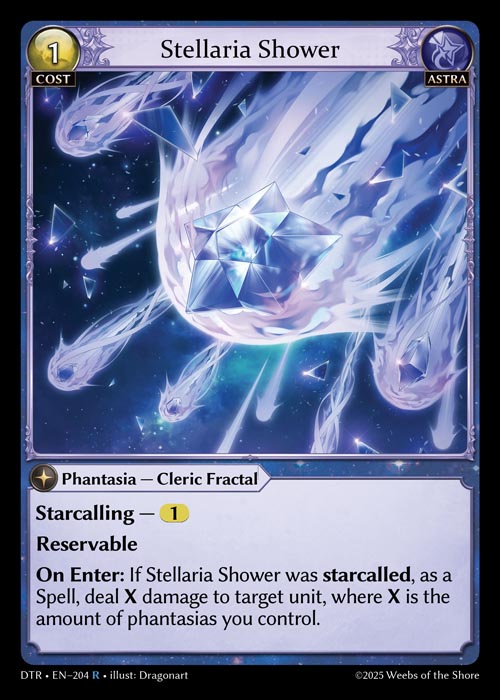 1
Stellaria Shower
COST
ASTRA
Phantasia — Cleric Fractal
Starcalling — 1
Reservable
On Enter: If Stellaria Shower was starcalled, as a
Spell, deal X damage to target unit, where X is the
amount of phantasias you control.
DTR • EN–204 R • illust: Dragonart
©2025 Weebs of the Shore